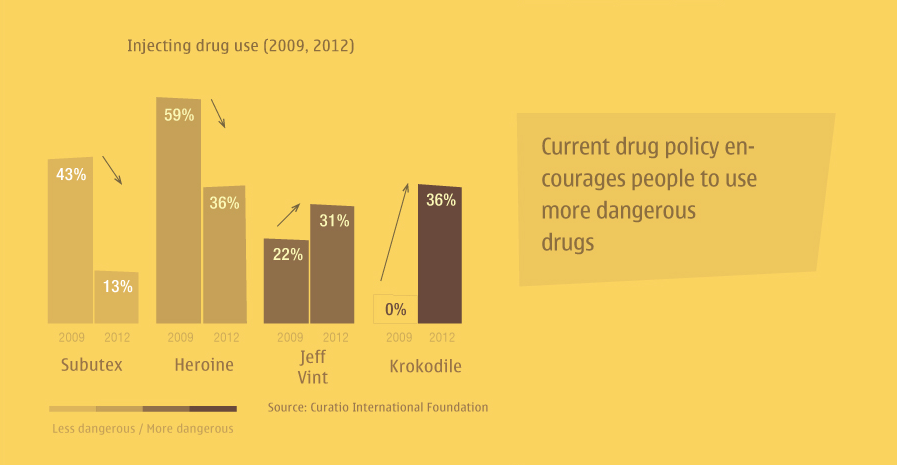 Injecting drug use (2009, 2012)
43%
13%
59%
36%
22%
31%
0%
36%
2009 2012 2009 2012 2009 2012 2009 2012
Subutex
Heroine
Jeff
Vint
Krokodile
Less dangerous / More dangerous
Source: Curatio International Foundation
Current drug policy en-
courages people to use
more dangerous
drugs